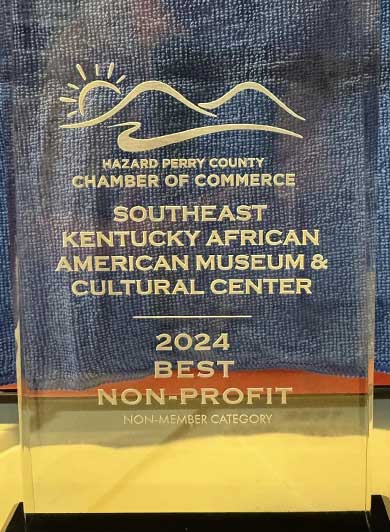 HAZARD PERRY COUNTY
CHAMBER OF COMMERCE
SOUTHEAST
KENTUCKY AFRICAN
AMERICAN MUSEUM &
CULTURAL CENTER
2024
BEST
NON-PROFIT
NON-MEMBER CATEGORY